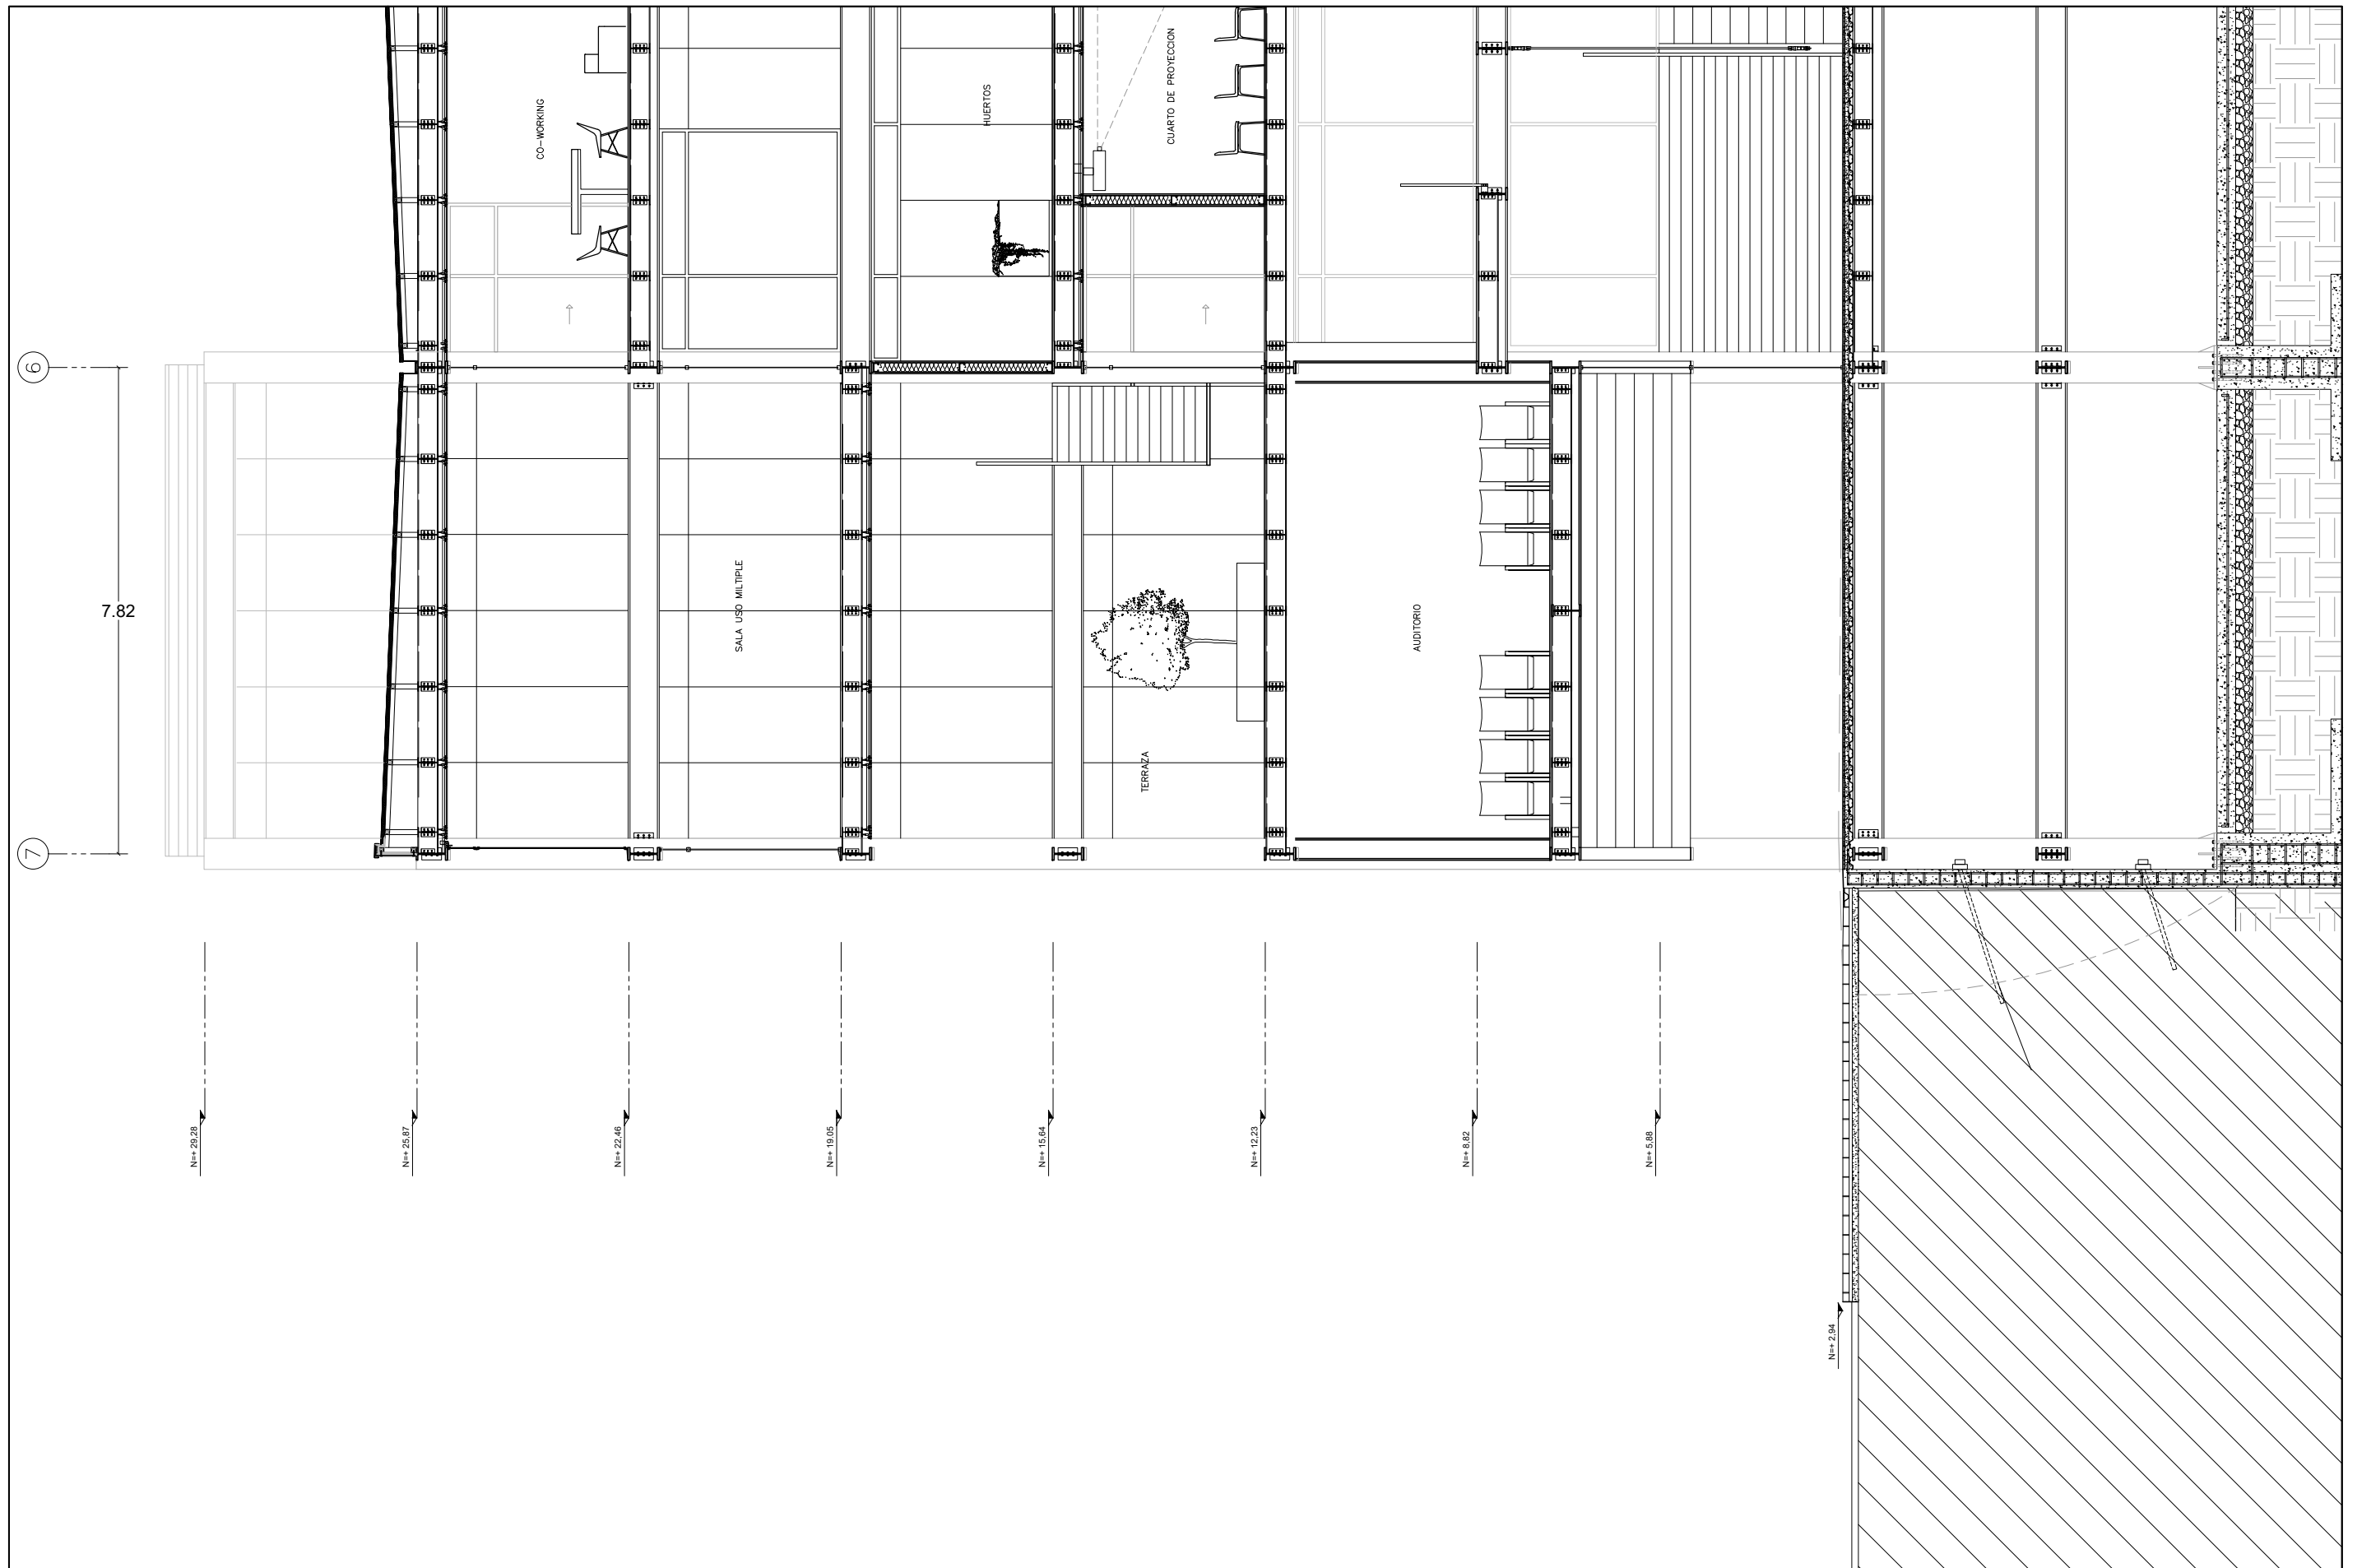 6
7
7.82
CO-WORKING
HUERTOS
CUARTO DE PROYECCION
SALA USO MILTIPLE
TERRAZA
AUDITORIO
N=+ 29,28
N=+ 25,87
N=+ 22,46
N=+ 19.05
N=+ 15,64
N=+ 12,23
N=+ 8,82
N=+ 5,88
N=+ 2,94